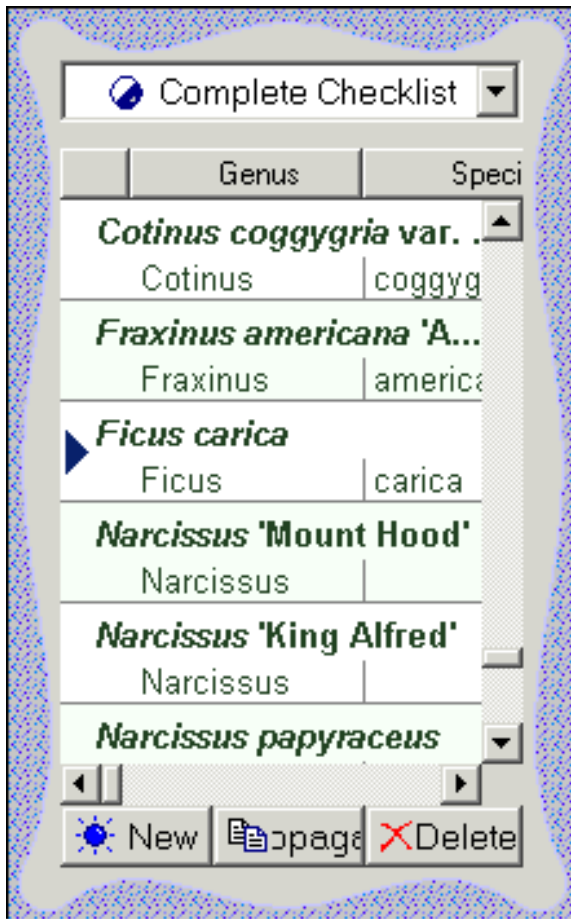 Complete Checklist
Genus Speci
Cotinus coggygria var. ..
Cotinus coggyg
Fraxinus americana 'A...
Fraxinus america
Ficus carica
Ficus carica
Narcissus 'Mount Hood'
Narcissus
Narcissus 'King Alfred'
Narcissus
Narcissus papyraceus
New opaga Delete